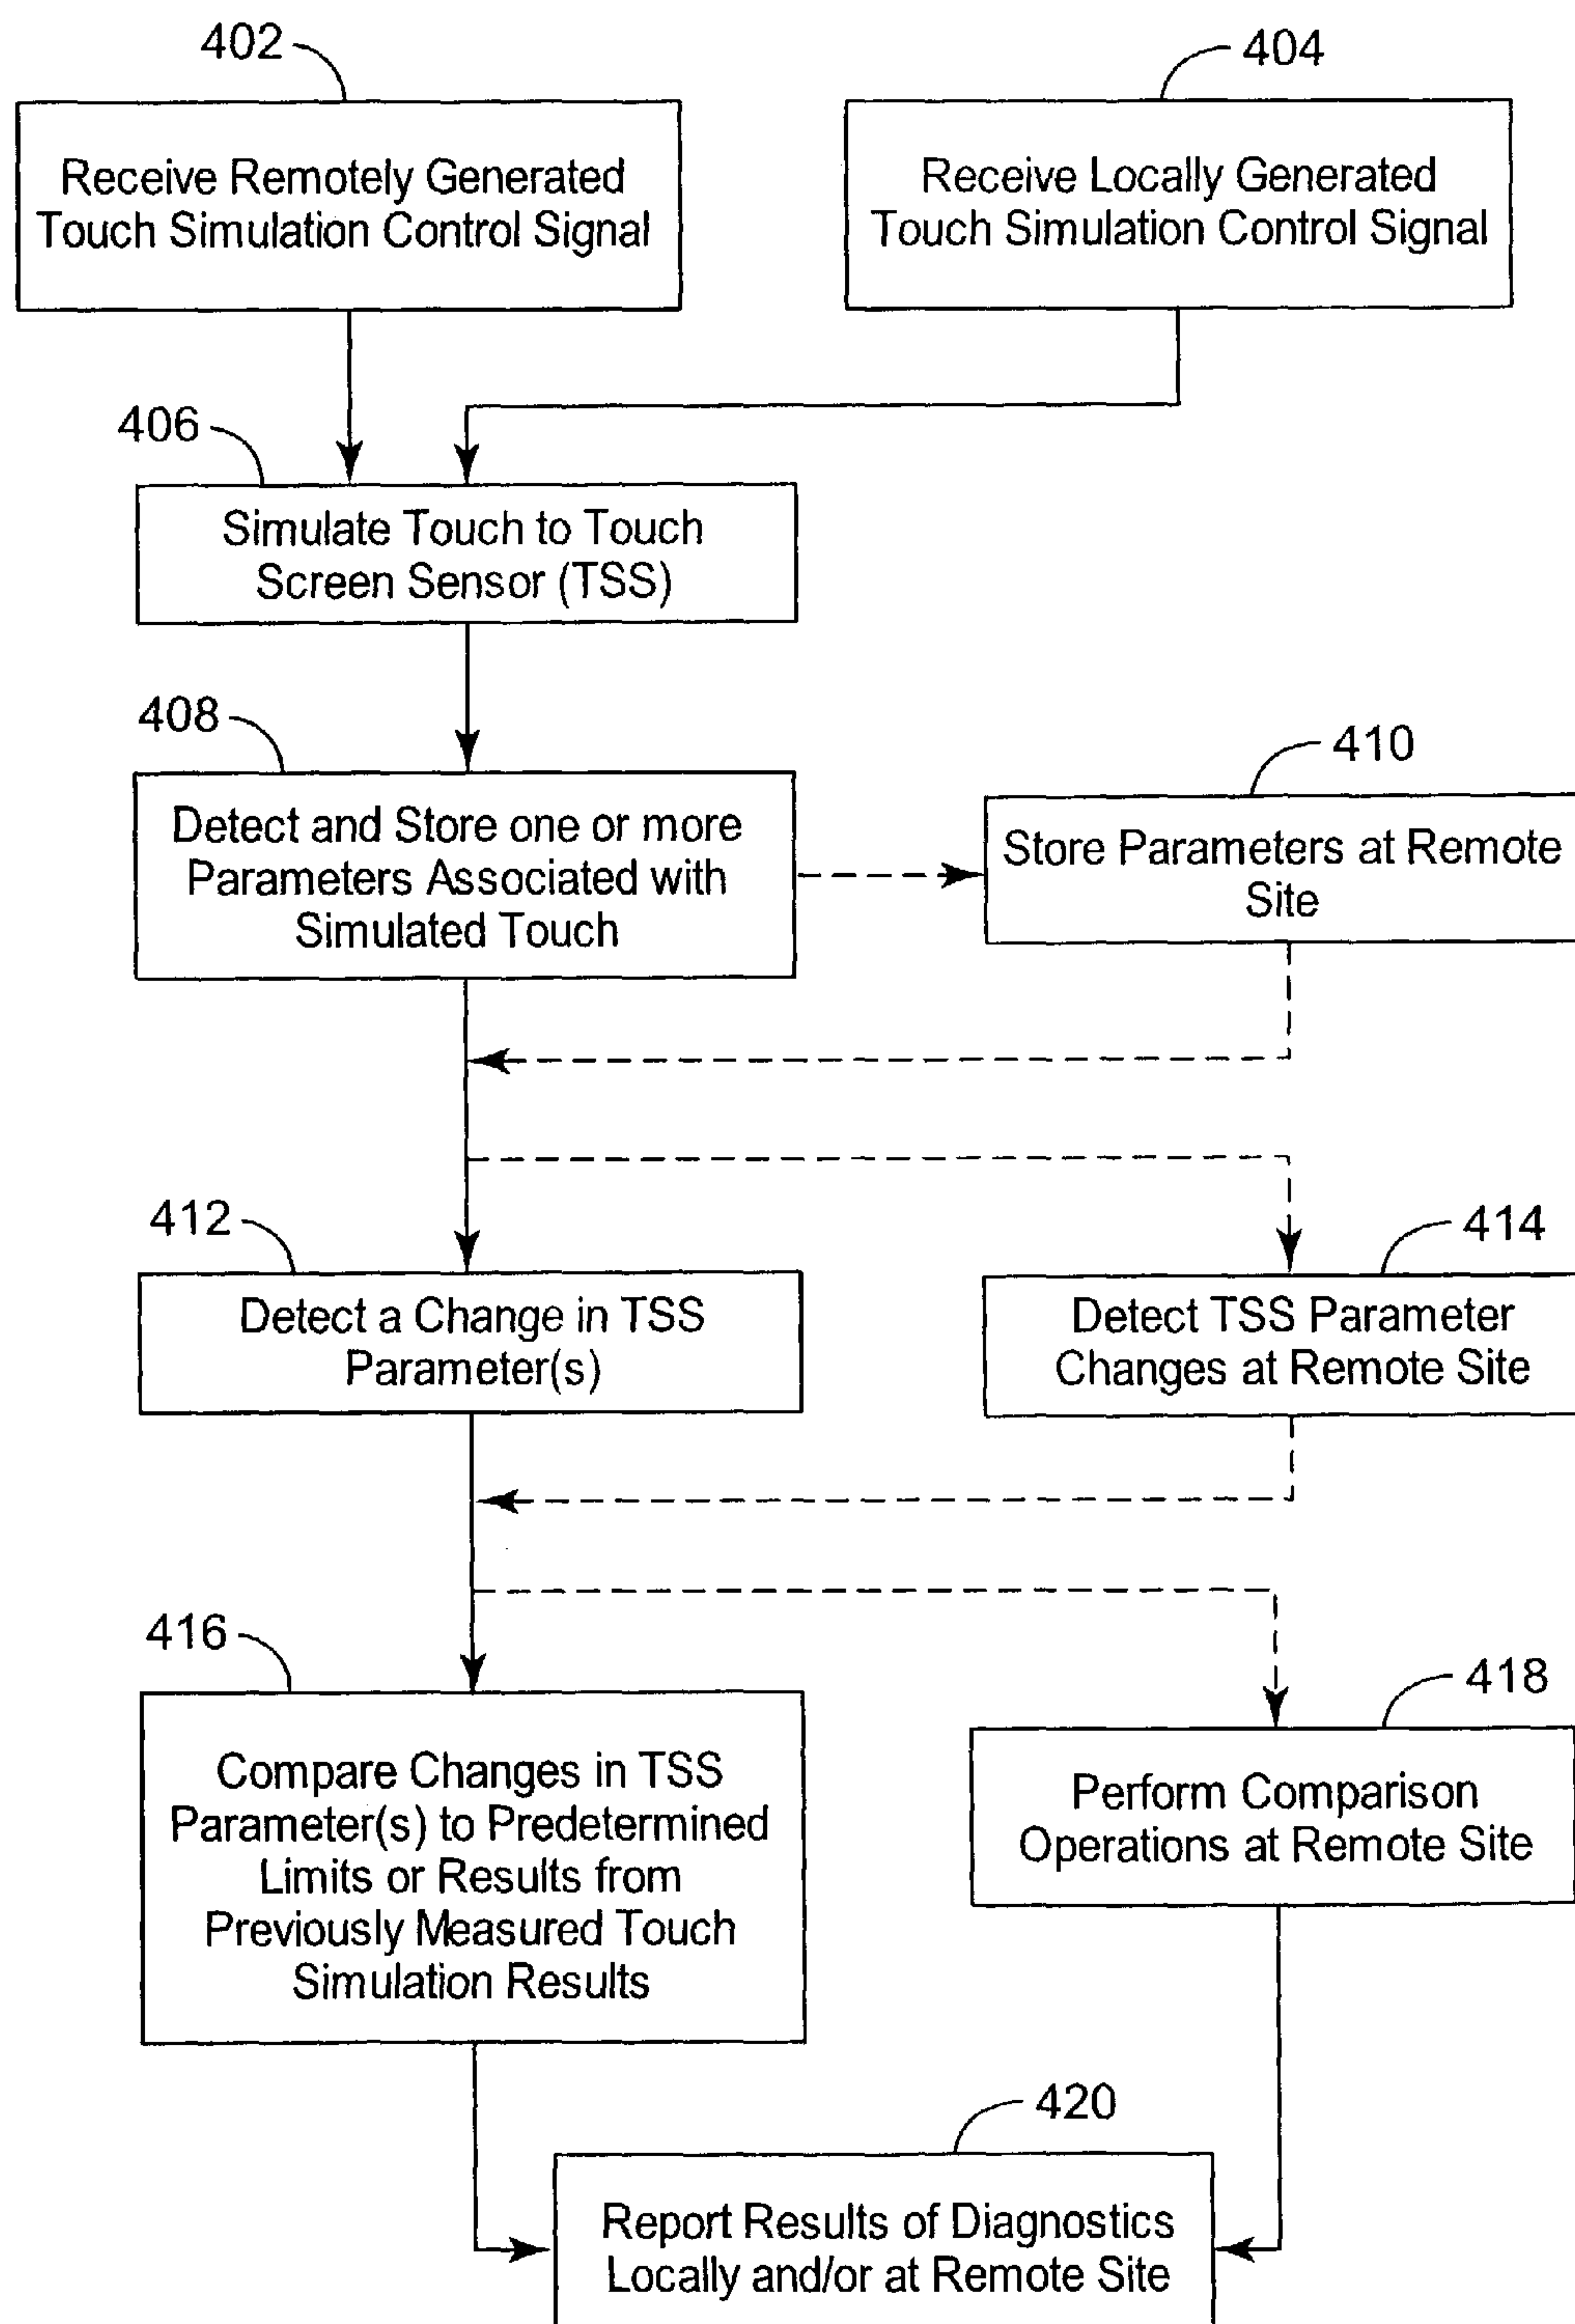 402
404
Receive Remotely Generated
Touch Simulation Control Signal
Receive Locally Generated
Touch Simulation Control Signal
406
Simulate Touch to Touch
Screen Sensor (TSS)
408
410
Detect and Store one or more
Parameters Associated with
Simulated Touch
Store Parameters at Remote
Site
412
414
Detect a Change in TSS
Parameter(s)
Detect TSS Parameter
Changes at Remote Site
416
418
Compare Changes in TSS
Parameter(s) to Predetermined
Limits or Results from
Previously Measured Touch
Simulation Results
Perform Comparison
Operations at Remote Site
420
Report Results of Diagnostics
Locally and/or at Remote Site